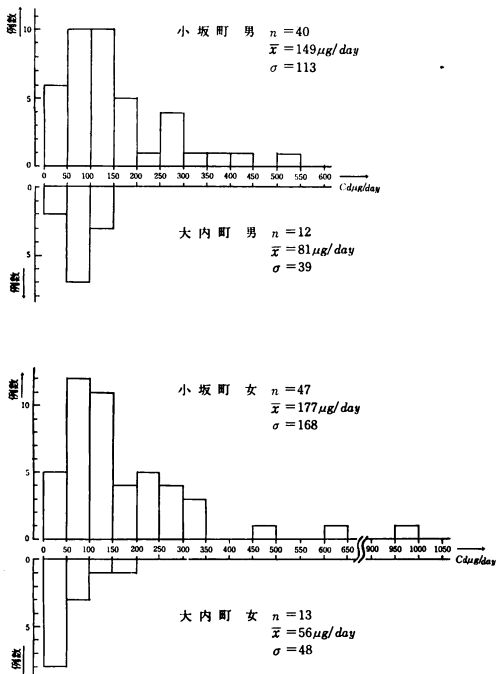 例数
10
5
0
小坂町 男 n = 40
x̄ = 149μg/day
σ = 113
0 50 100 150 200 250 300 350 400 450 500 550 600
Cdμg/day
0
5
例数
大内町 男 n = 12
x̄ = 81μg/day
σ = 39
例数
10
5
0
小坂町 女 n = 47
x̄ = 177μg/day
σ = 168
0 50 100 150 200 250 300 350 400 450 500 600 650 900 950 1000 1050
Cdμg/day
0
5
例数
大内町 女 n = 13
x̄ = 56μg/day
σ = 48